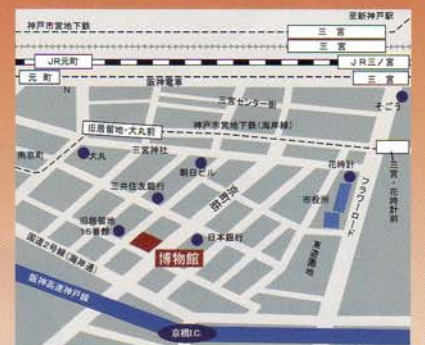 至新神戸駅
神戸市営地下鉄
三 宮
三 宮
JR元町
JR三ノ宮
元 町
阪神電車
三 宮
N
三宮センター街
そごう
神戸市営地下鉄(海岸線)
旧居留地・大丸前
南京町
大丸
三宮神社
朝日ビル
花時計
三宮・花時計前
三井住友銀行
京町筋
市役所
フラワーロード
旧居留地
15番館
日本銀行
東遊園地
国道2号線(海岸通)
博物館
阪神高速神戸線
京橋I.C.